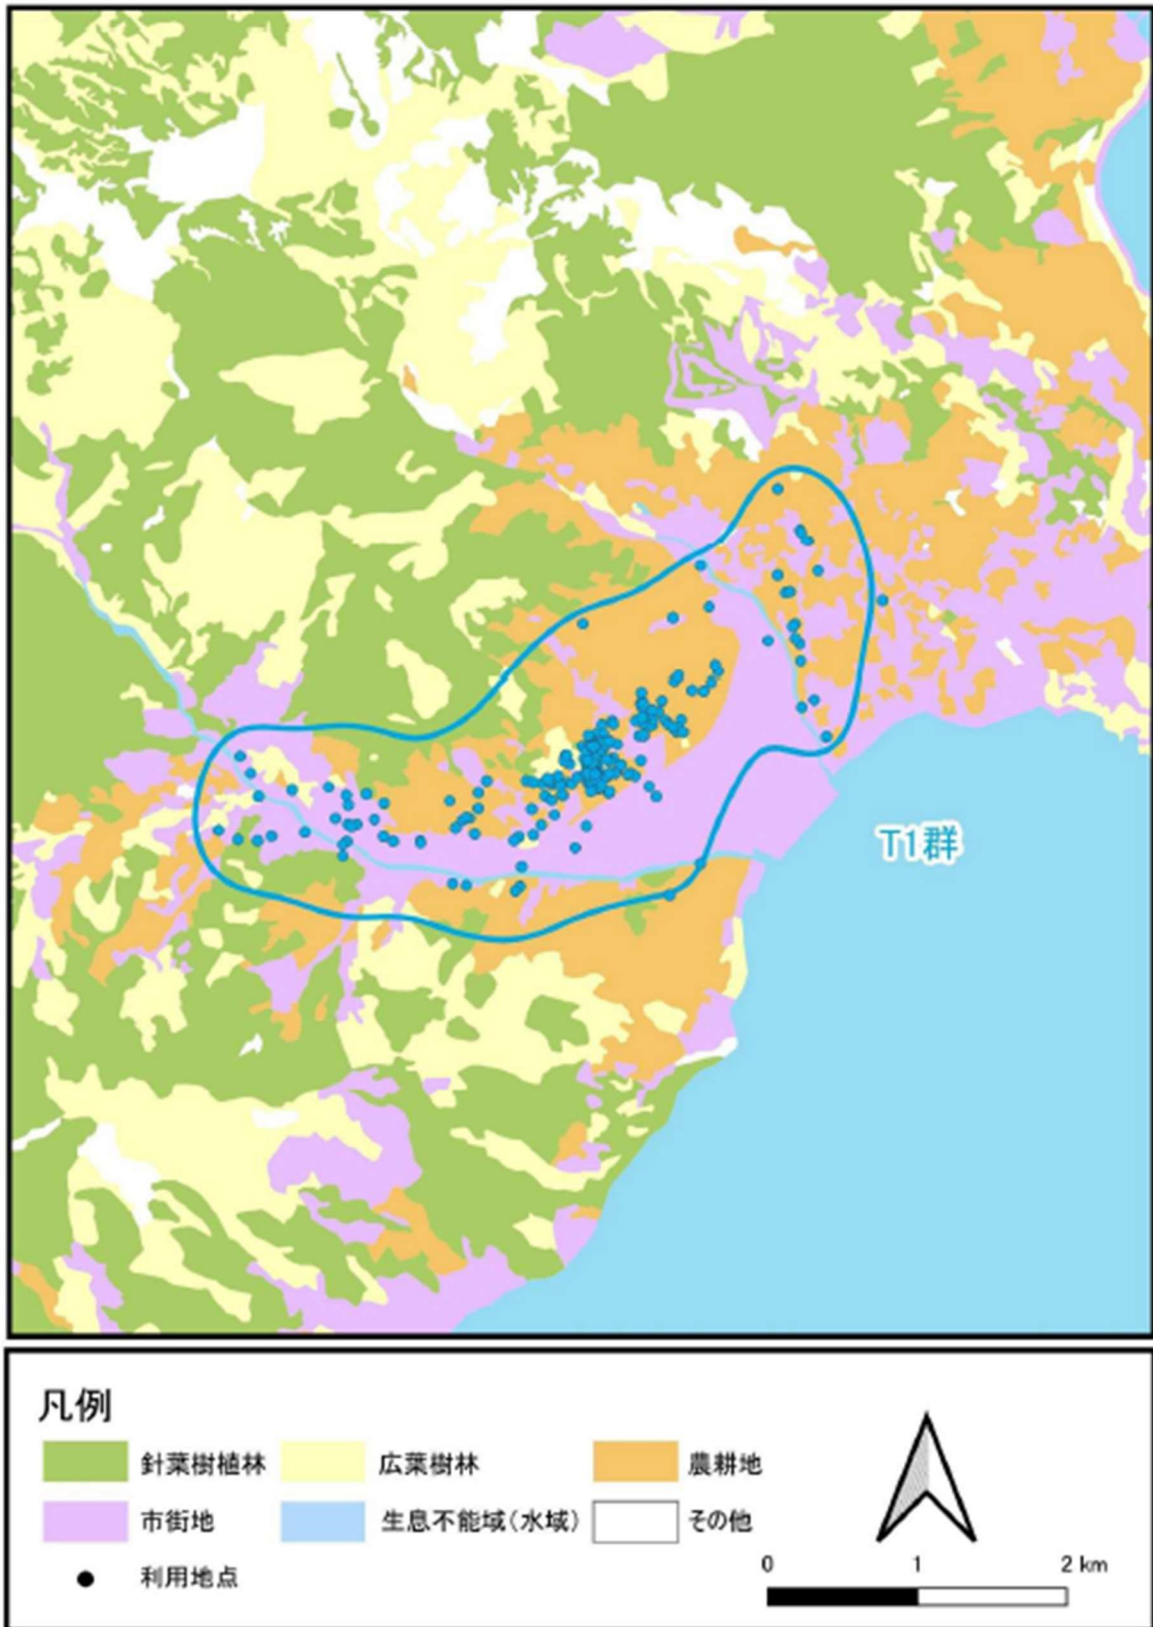 T1群
凡例
針葉樹植林
広葉樹林
農耕地
市街地
生息不能域(水域)
その他
利用地点
0 1 2 km